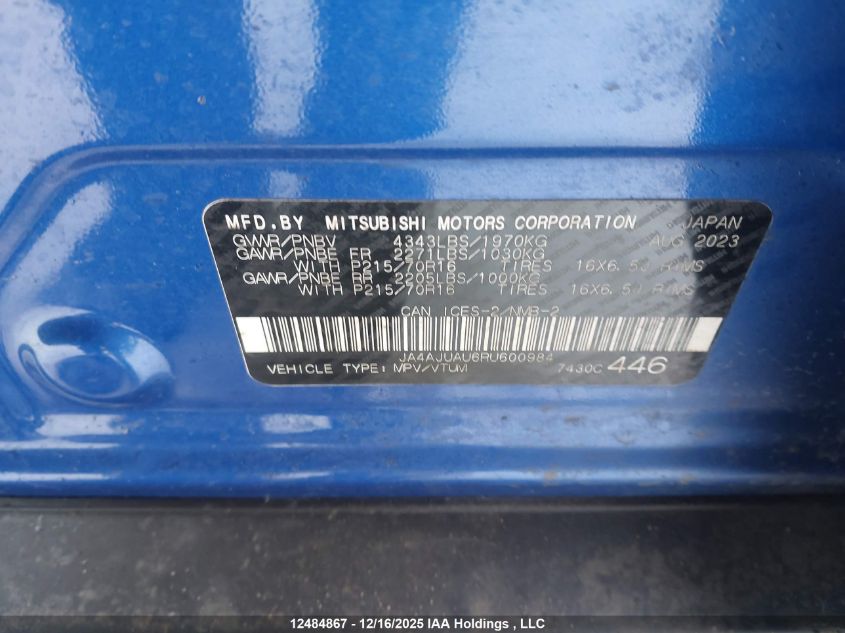 MFD.BY MITSUBISHI MOTORS CORPORATION JAPAN
GVWR/PNBV 4343LBS/1970KG AUG 2023
GAWR/PNBE FR 2271LBS/1030KG
WITH P215/70R16 TIRES 16X6.5J RIMS
GAWR/PNBE RR 2205LBS/1000KG
WITH P215/70R16 TIRES 16X6.5J RIMS
CAN ICES-2/NMB-2
JA4AJUAU6RU600984
VEHICLE TYPE: MPV/VTUM 7430C 446
12484867 - 12/16/2025 IAA Holdings , LLC